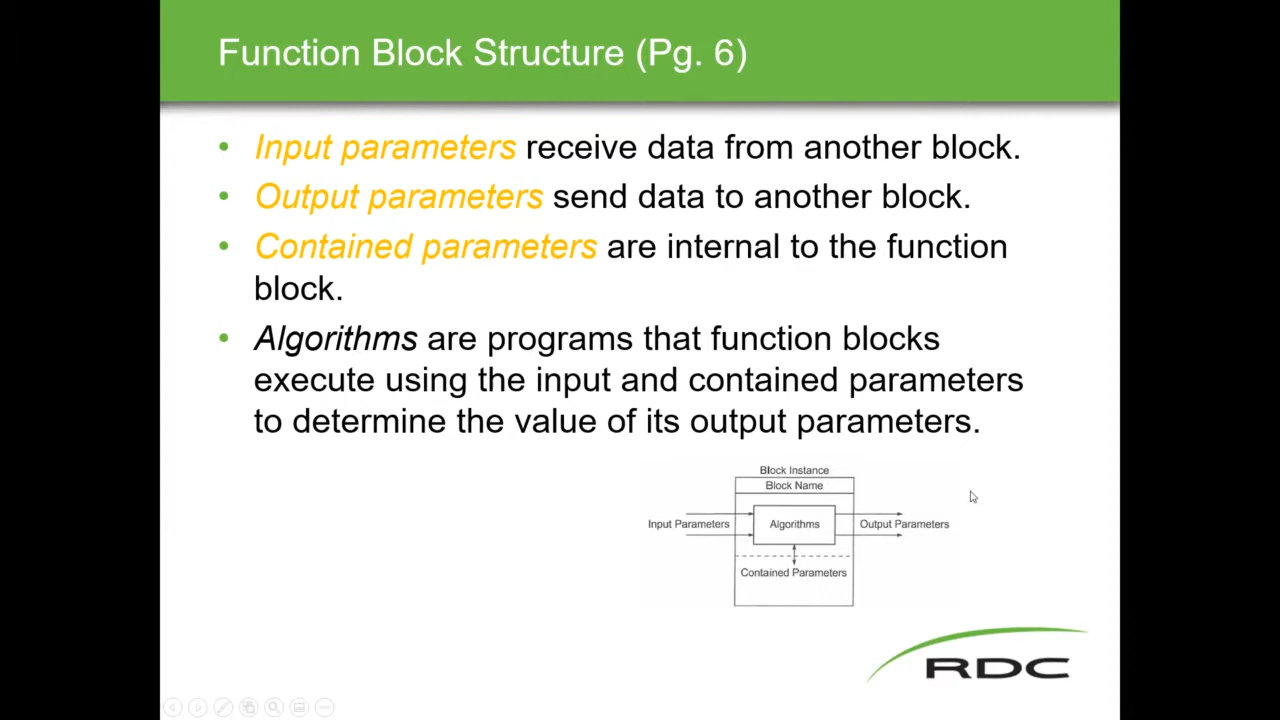 Function Block Structure (Pg. 6)
• Input parameters receive data from another block.
• Output parameters send data to another block.
• Contained parameters are internal to the function
block.
• Algorithms are programs that function blocks
execute using the input and contained parameters
to determine the value of its output parameters.
Block Instance
Block Name
Input Parameters
Algorithms
Output Parameters
Contained Parameters
RDC